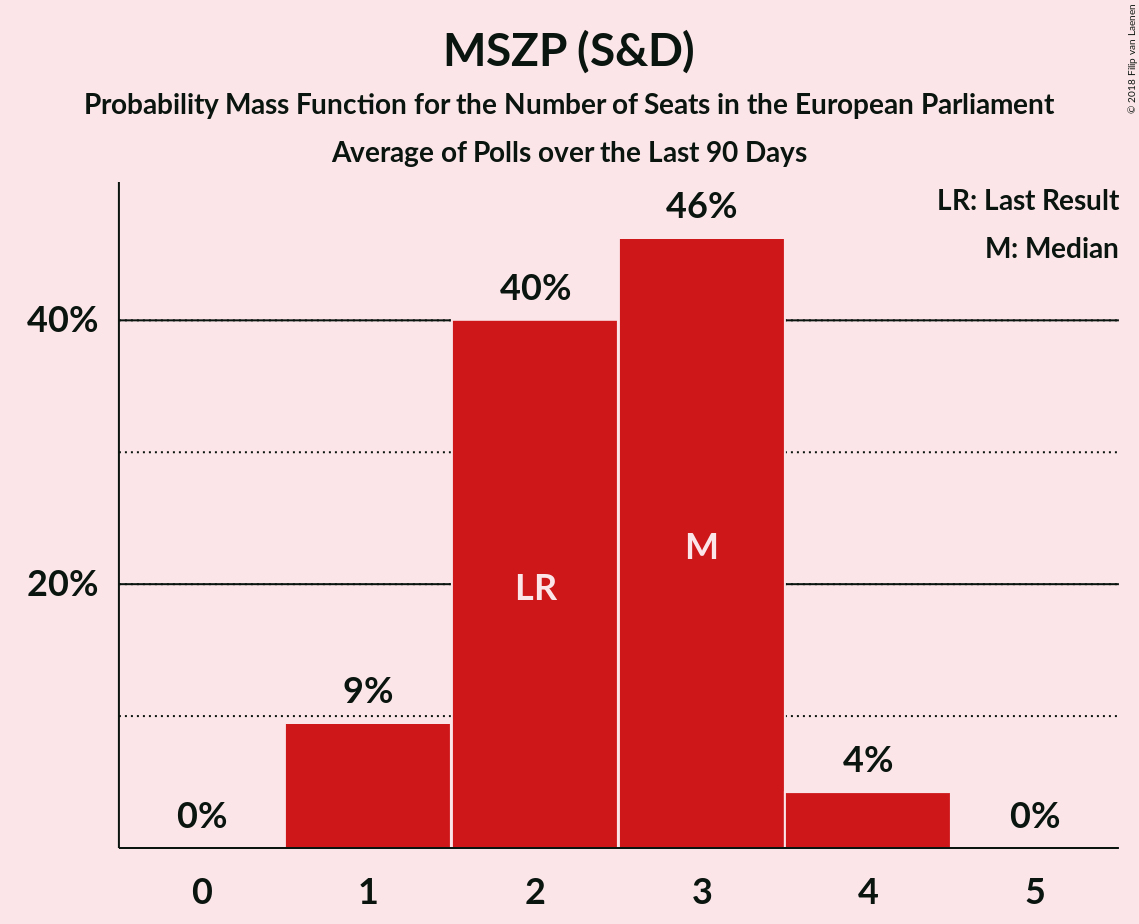 MSZP (S&D)
Probability Mass Function for the Number of Seats in the European Parliament
Average of Polls over the Last 90 Days
© 2018 Filip van Laenen
LR: Last Result
M: Median
46%
40%
40%
M
20%
LR
9%
4%
0%
0%
0 1 2 3 4 5